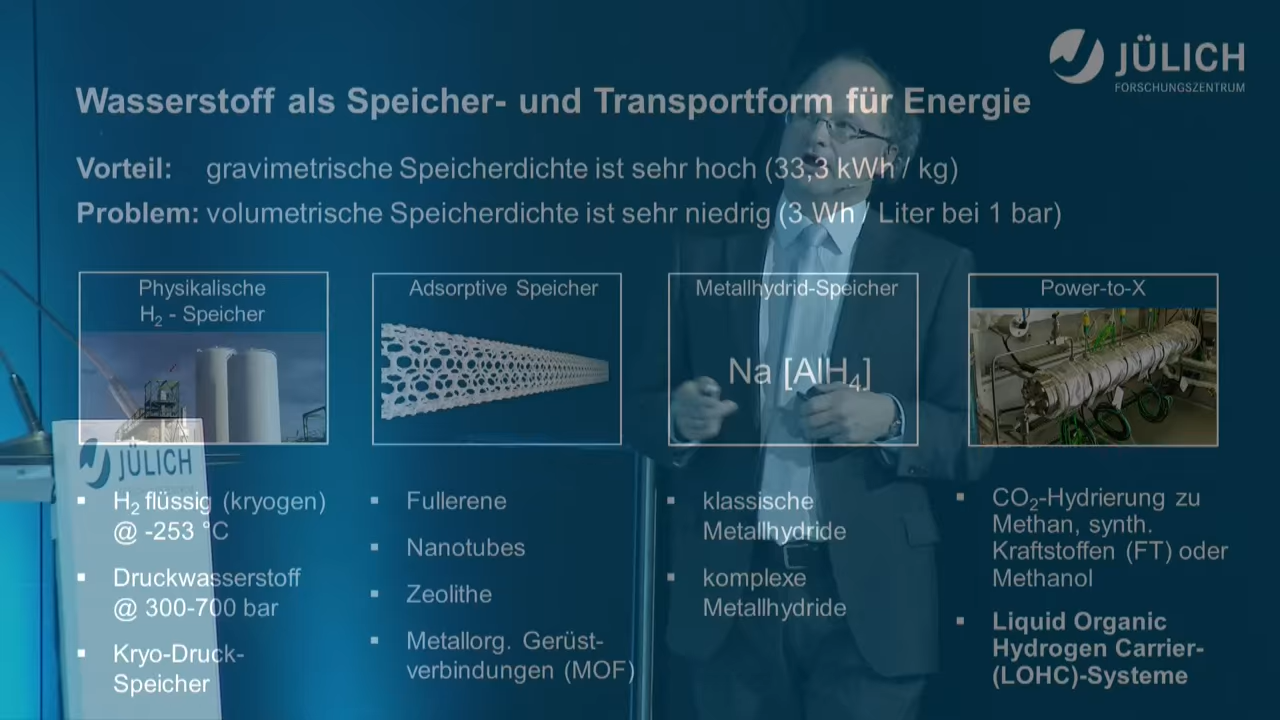 JÜLICH
FORSCHUNGSZENTRUM
Wasserstoff als Speicher- und Transportform für Energie
Vorteil: gravimetrische Speicherdichte ist sehr hoch (33,3 kWh / kg)
Problem: volumetrische Speicherdichte ist sehr niedrig (3 Wh / Liter bei 1 bar)
Physikalische
H₂ - Speicher
▪ H₂ flüssig (kryogen)
@ -253 °C
▪ Druckwasserstoff
@ 300-700 bar
▪ Kryo-Druck-
Speicher
Adsorptive Speicher
▪ Fullerene
▪ Nanotubes
▪ Zeolithe
▪ Metallorg. Gerüst-
verbindungen (MOF)
Metallhydrid-Speicher
Na [AlH₄]
▪ klassische
Metallhydride
▪ komplexe
Metallhydride
Power-to-X
▪ CO₂-Hydrierung zu
Methan, synth.
Kraftstoffen (FT) oder
Methanol
▪ Liquid Organic
Hydrogen Carrier-
(LOHC)-Systeme
JÜLICH